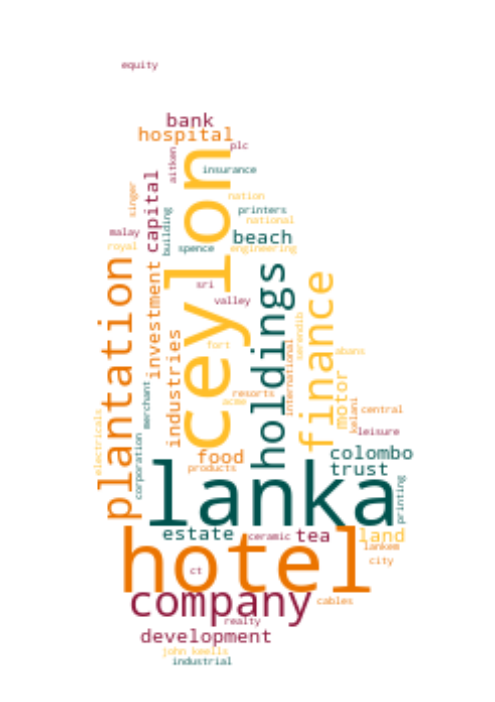 equity
bank
hospital
plc
aitken
insurance
capital
singer
nation
building
printers
national
malay
royal
beach
spence
engineering
ceylon
sri
valley
plantation
investment
holdings
finance
industries
serendib
international
fort
abans
motor
merchant
resorts
acme
kelani
central
electricals
leisure
corporation
food
products
colombo
trust
lanka
printing
estate
ceramic
tea
land
lankem
hotel
city
ct
company
cables
realty
development
john keells
industrial